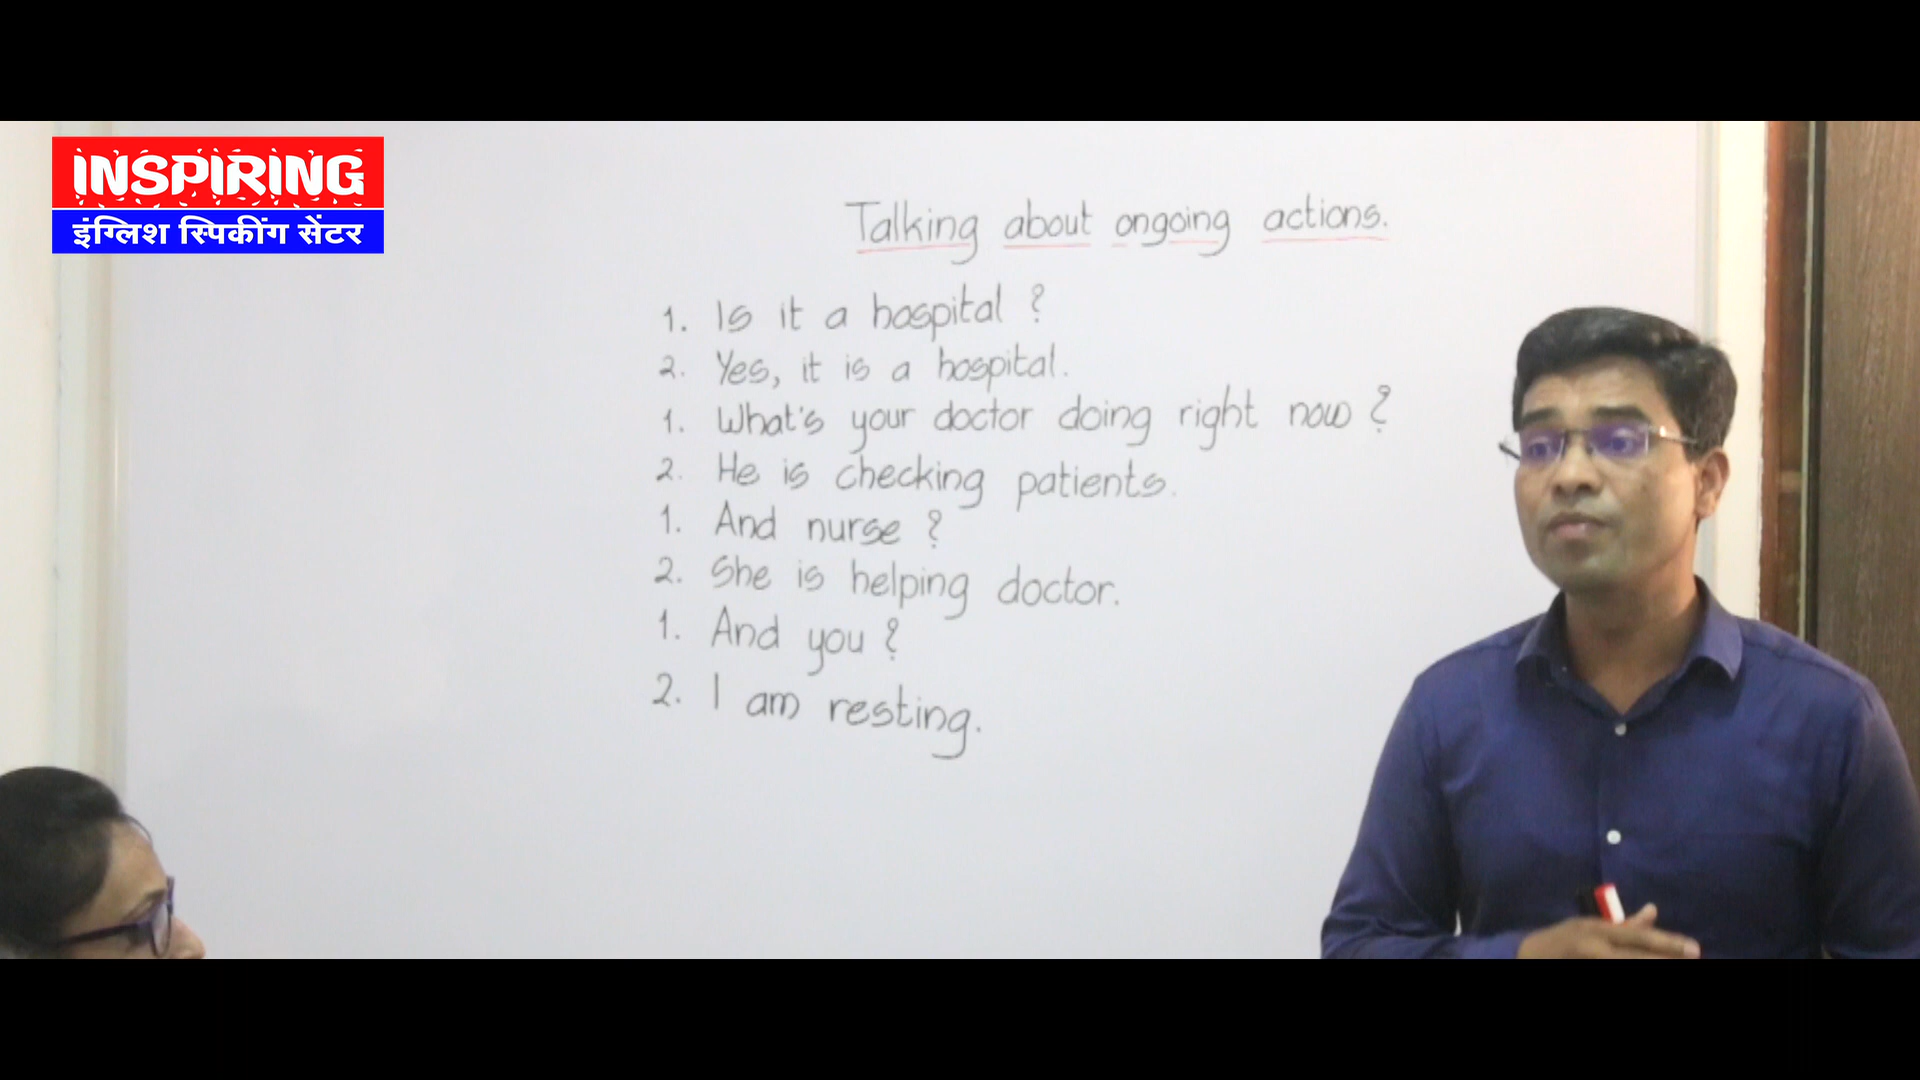 INSPIRING
इंग्लिश स्पिकींग सेंटर
Talking about ongoing actions.
1. Is it a hospital ?
2. Yes, it is a hospital.
1. What's your doctor doing right now ?
2. He is checking patients.
1. And nurse ?
2. She is helping doctor.
1. And you ?
2. I am resting.